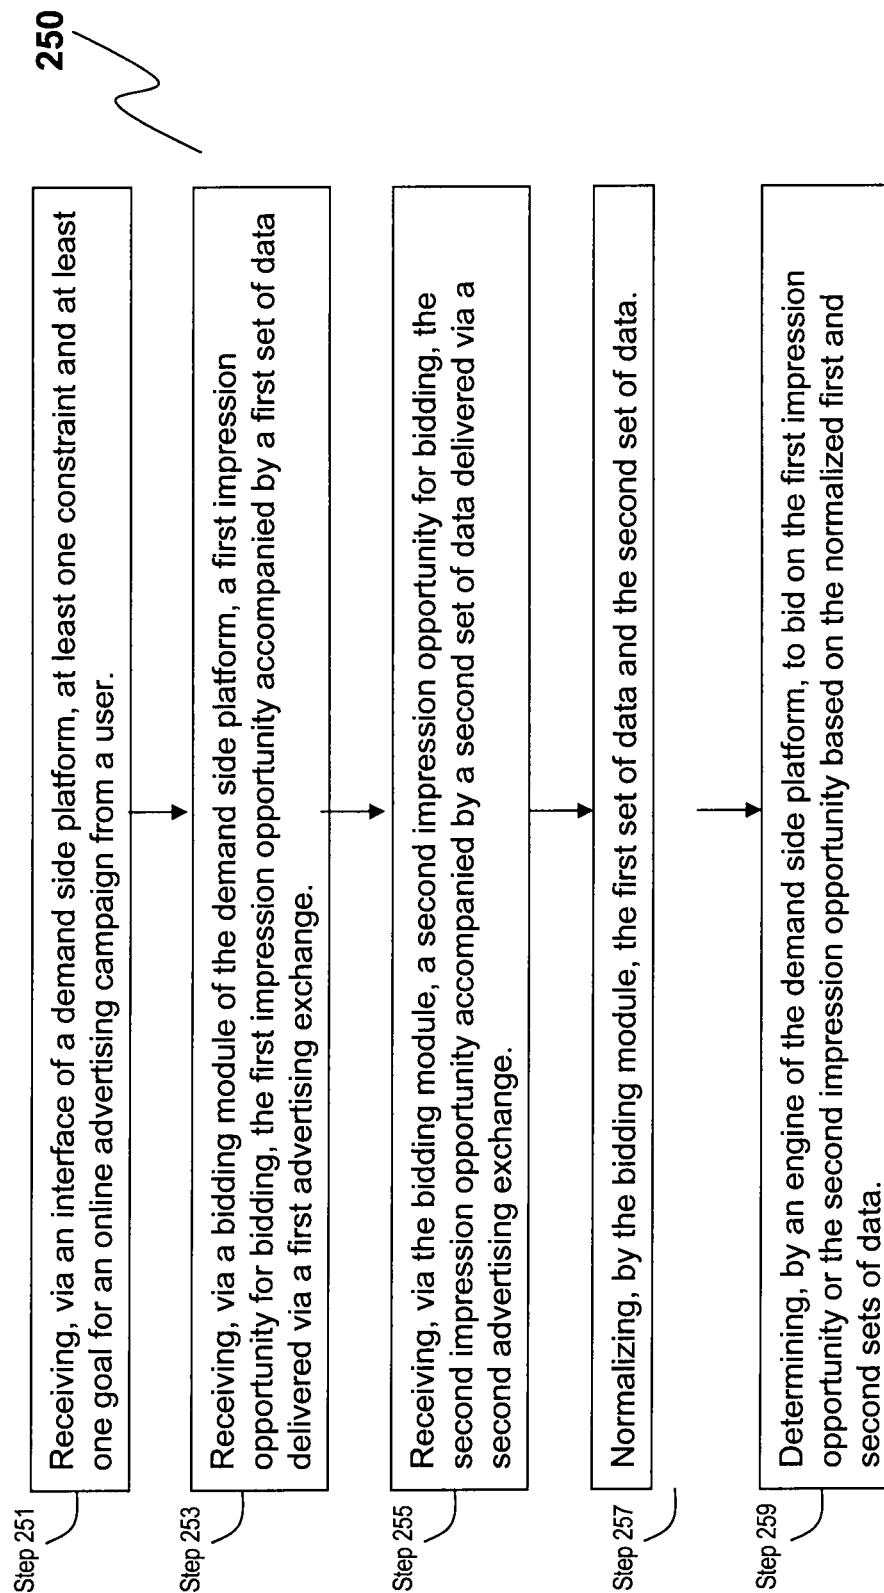 250
Step 251
Receiving, via an interface of a demand side platform, at least one constraint and at least
one goal for an online advertising campaign from a user.
Step 253
Receiving, via a bidding module of the demand side platform, a first impression
opportunity for bidding, the first impression opportunity accompanied by a first set of data
delivered via a first advertising exchange.
Step 255
Receiving, via the bidding module, a second impression opportunity for bidding, the
second impression opportunity accompanied by a second set of data delivered via a
second advertising exchange.
Step 257
Normalizing, by the bidding module, the first set of data and the second set of data.
Step 259
Determining, by an engine of the demand side platform, to bid on the first impression
opportunity or the second impression opportunity based on the normalized first and
second sets of data.